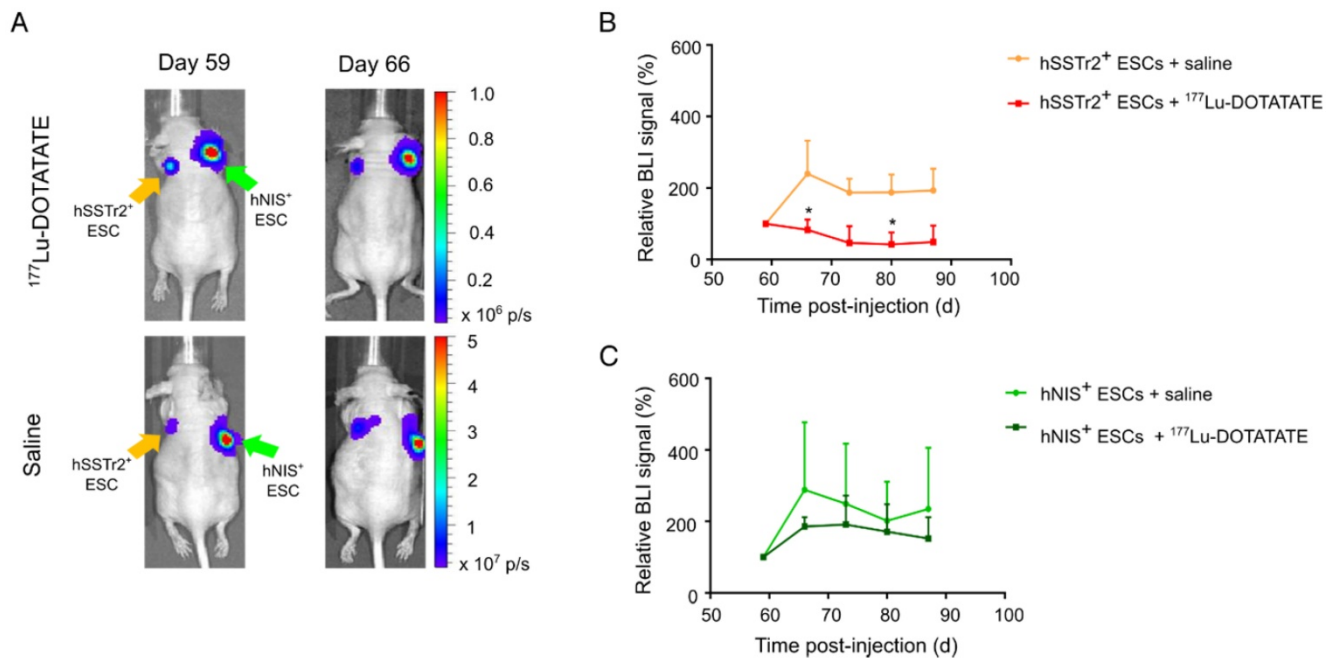 A
Day 59
Day 66
¹⁷⁷Lu-DOTATATE
hSSTr2⁺
ESC
hNIS⁺
ESC
1.0
0.8
0.6
0.4
0.2
x 10⁶ p/s
Saline
hSSTr2⁺
ESC
hNIS⁺
ESC
5
4
3
2
1
x 10⁷ p/s
B
Relative BLI signal (%)
600
400
200
0
*
*
50
60
70
80
90
100
Time post-injection (d)
hSSTr2⁺ ESCs + saline
hSSTr2⁺ ESCs + ¹⁷⁷Lu-DOTATATE
C
Relative BLI signal (%)
600
400
200
0
50
60
70
80
90
100
Time post-injection (d)
hNIS⁺ ESCs + saline
hNIS⁺ ESCs + ¹⁷⁷Lu-DOTATATE